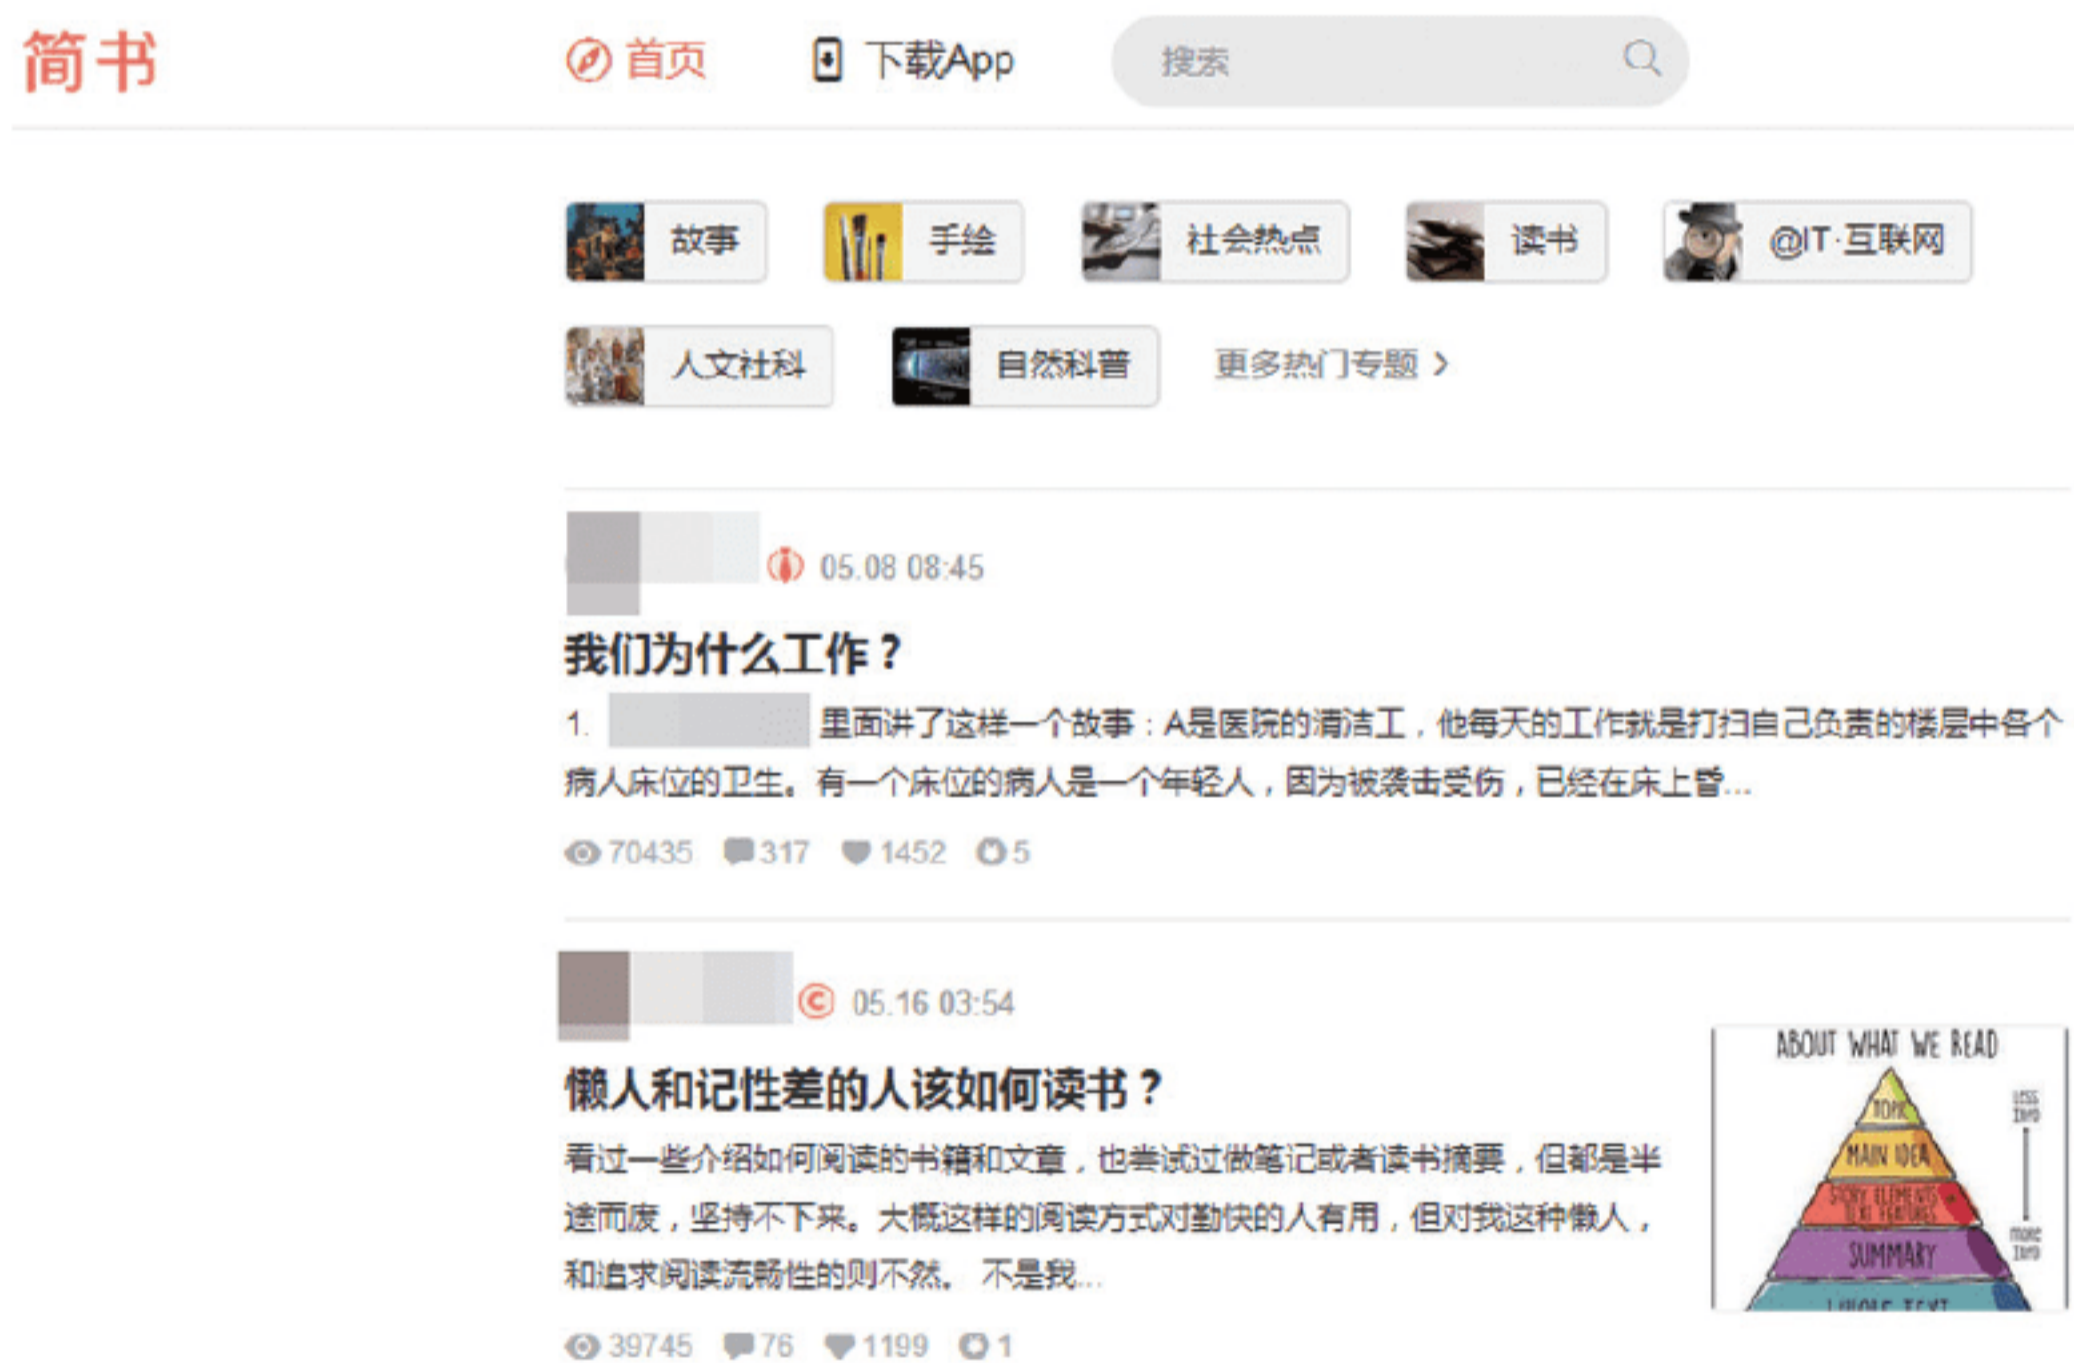 简书
首页
下载App
搜索
故事
手绘
社会热点
读书
@IT·互联网
人文社科
自然科普
更多热门专题
05.08 08:45
我们为什么工作？
1. 里面讲了这样一个故事：A是医院的清洁工，他每天的工作就是打扫自己负责的楼层中各个
病人床位的卫生。有一个床位的病人是一个年轻人，因为被袭击受伤，已经在床上昏...
70435 317 1452 5
05.16 03:54
懒人和记性差的人该如何读书？
看过一些介绍如何阅读的书籍和文章，也尝试过做笔记或者读书摘要，但都是半
途而废，坚持不下来。大概这样的阅读方式对勤快的人有用，但对我这种懒人，
和追求阅读流畅性的则不然。 不是我...
39745 76 1199 1
ABOUT WHAT WE READ
TOPIC
MAIN IDEA
STORY ELEMENTS
TEXT FEATURES
SUMMARY
WHOLE TEXT
LESS
INFO
MORE
INFO